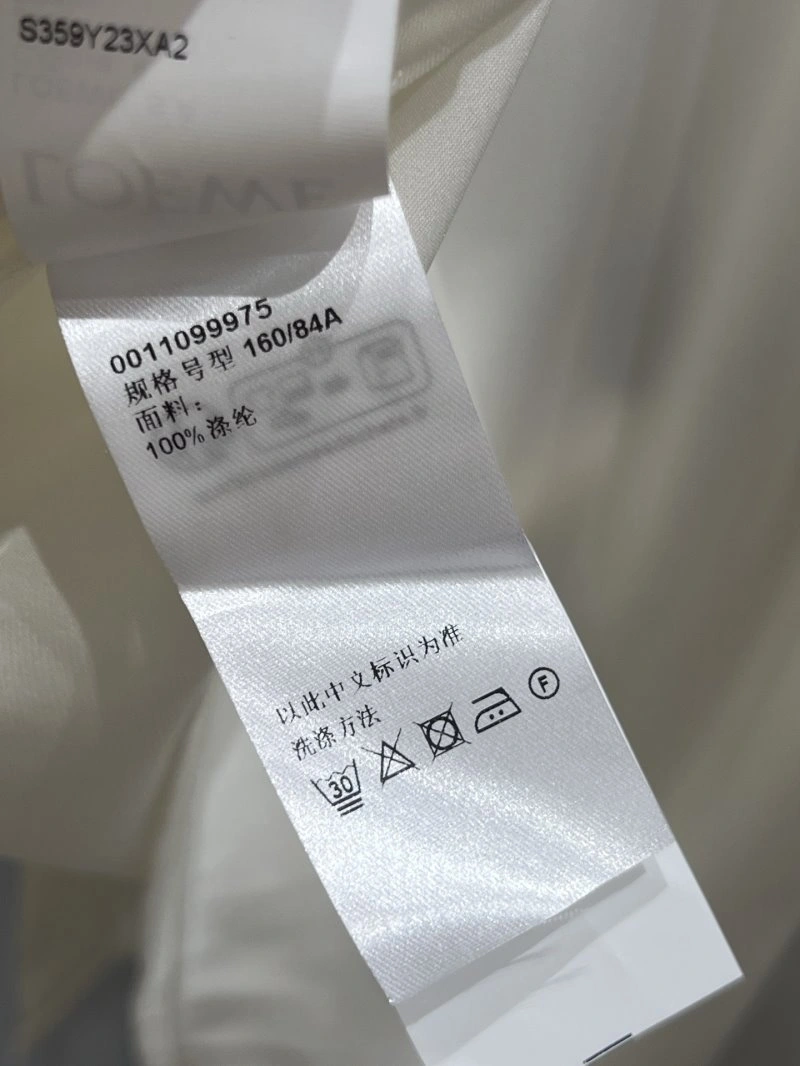 S359Y23XA2
LOEWE
0011099975
规格号型 160/84A
面料：
100%涤纶
以此中文标识为准
洗涤方法
30
F